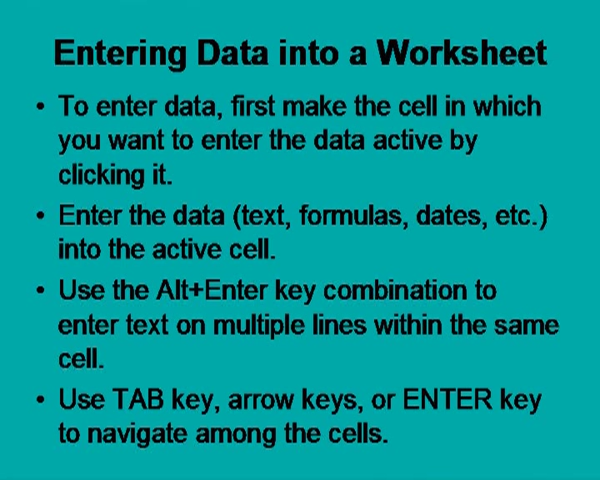 Entering Data into a Worksheet
• To enter data, first make the cell in which
you want to enter the data active by
clicking it.
• Enter the data (text, formulas, dates, etc.)
into the active cell.
• Use the Alt+Enter key combination to
enter text on multiple lines within the same
cell.
• Use TAB key, arrow keys, or ENTER key
to navigate among the cells.